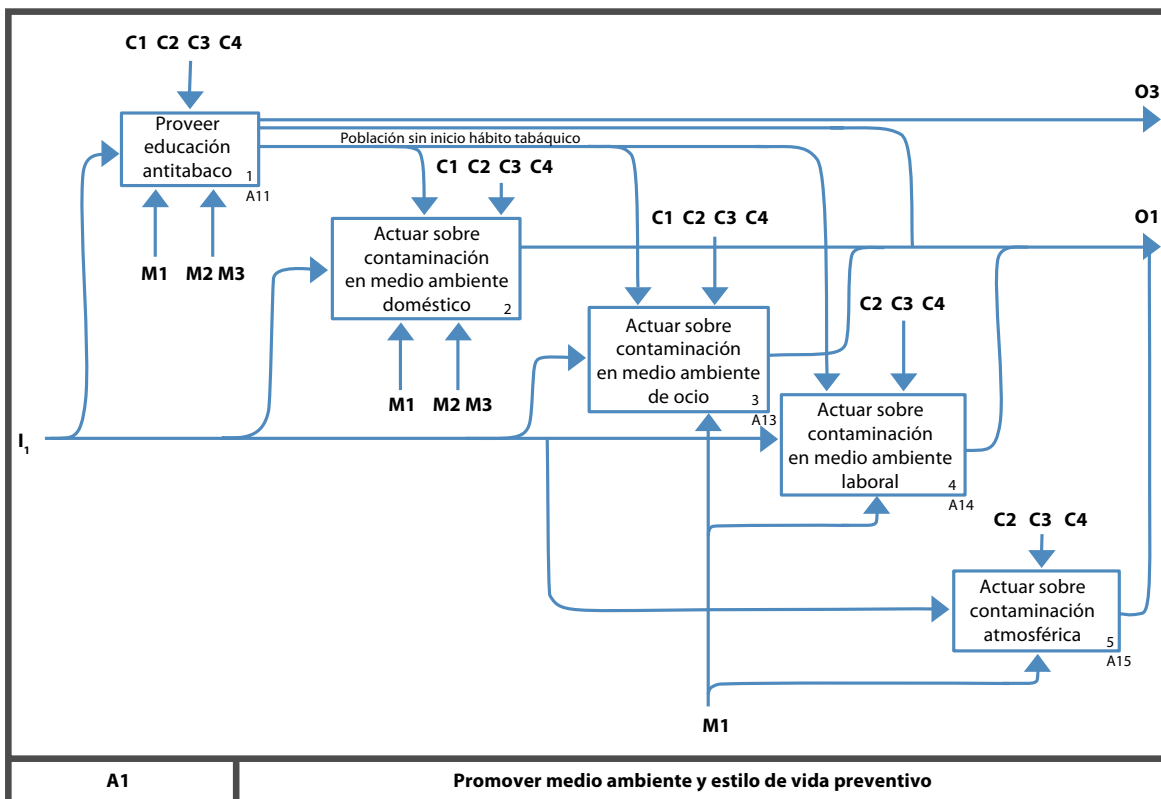 C1 C2 C3 C4
O3
Proveer
educación
antitabaco
1
A11
Población sin inicio hábito tabáquico
C1 C2 C3 C4
M1
M2 M3
Actuar sobre
contaminación
en medio ambiente
doméstico
2
C1 C2 C3 C4
O1
M1
M2 M3
Actuar sobre
contaminación
en medio ambiente
de ocio
3
A13
C2 C3 C4
I1
Actuar sobre
contaminación
en medio ambiente
laboral
4
A14
C2 C3 C4
Actuar sobre
contaminación
atmosférica
5
A15
M1
A1
Promover medio ambiente y estilo de vida preventivo